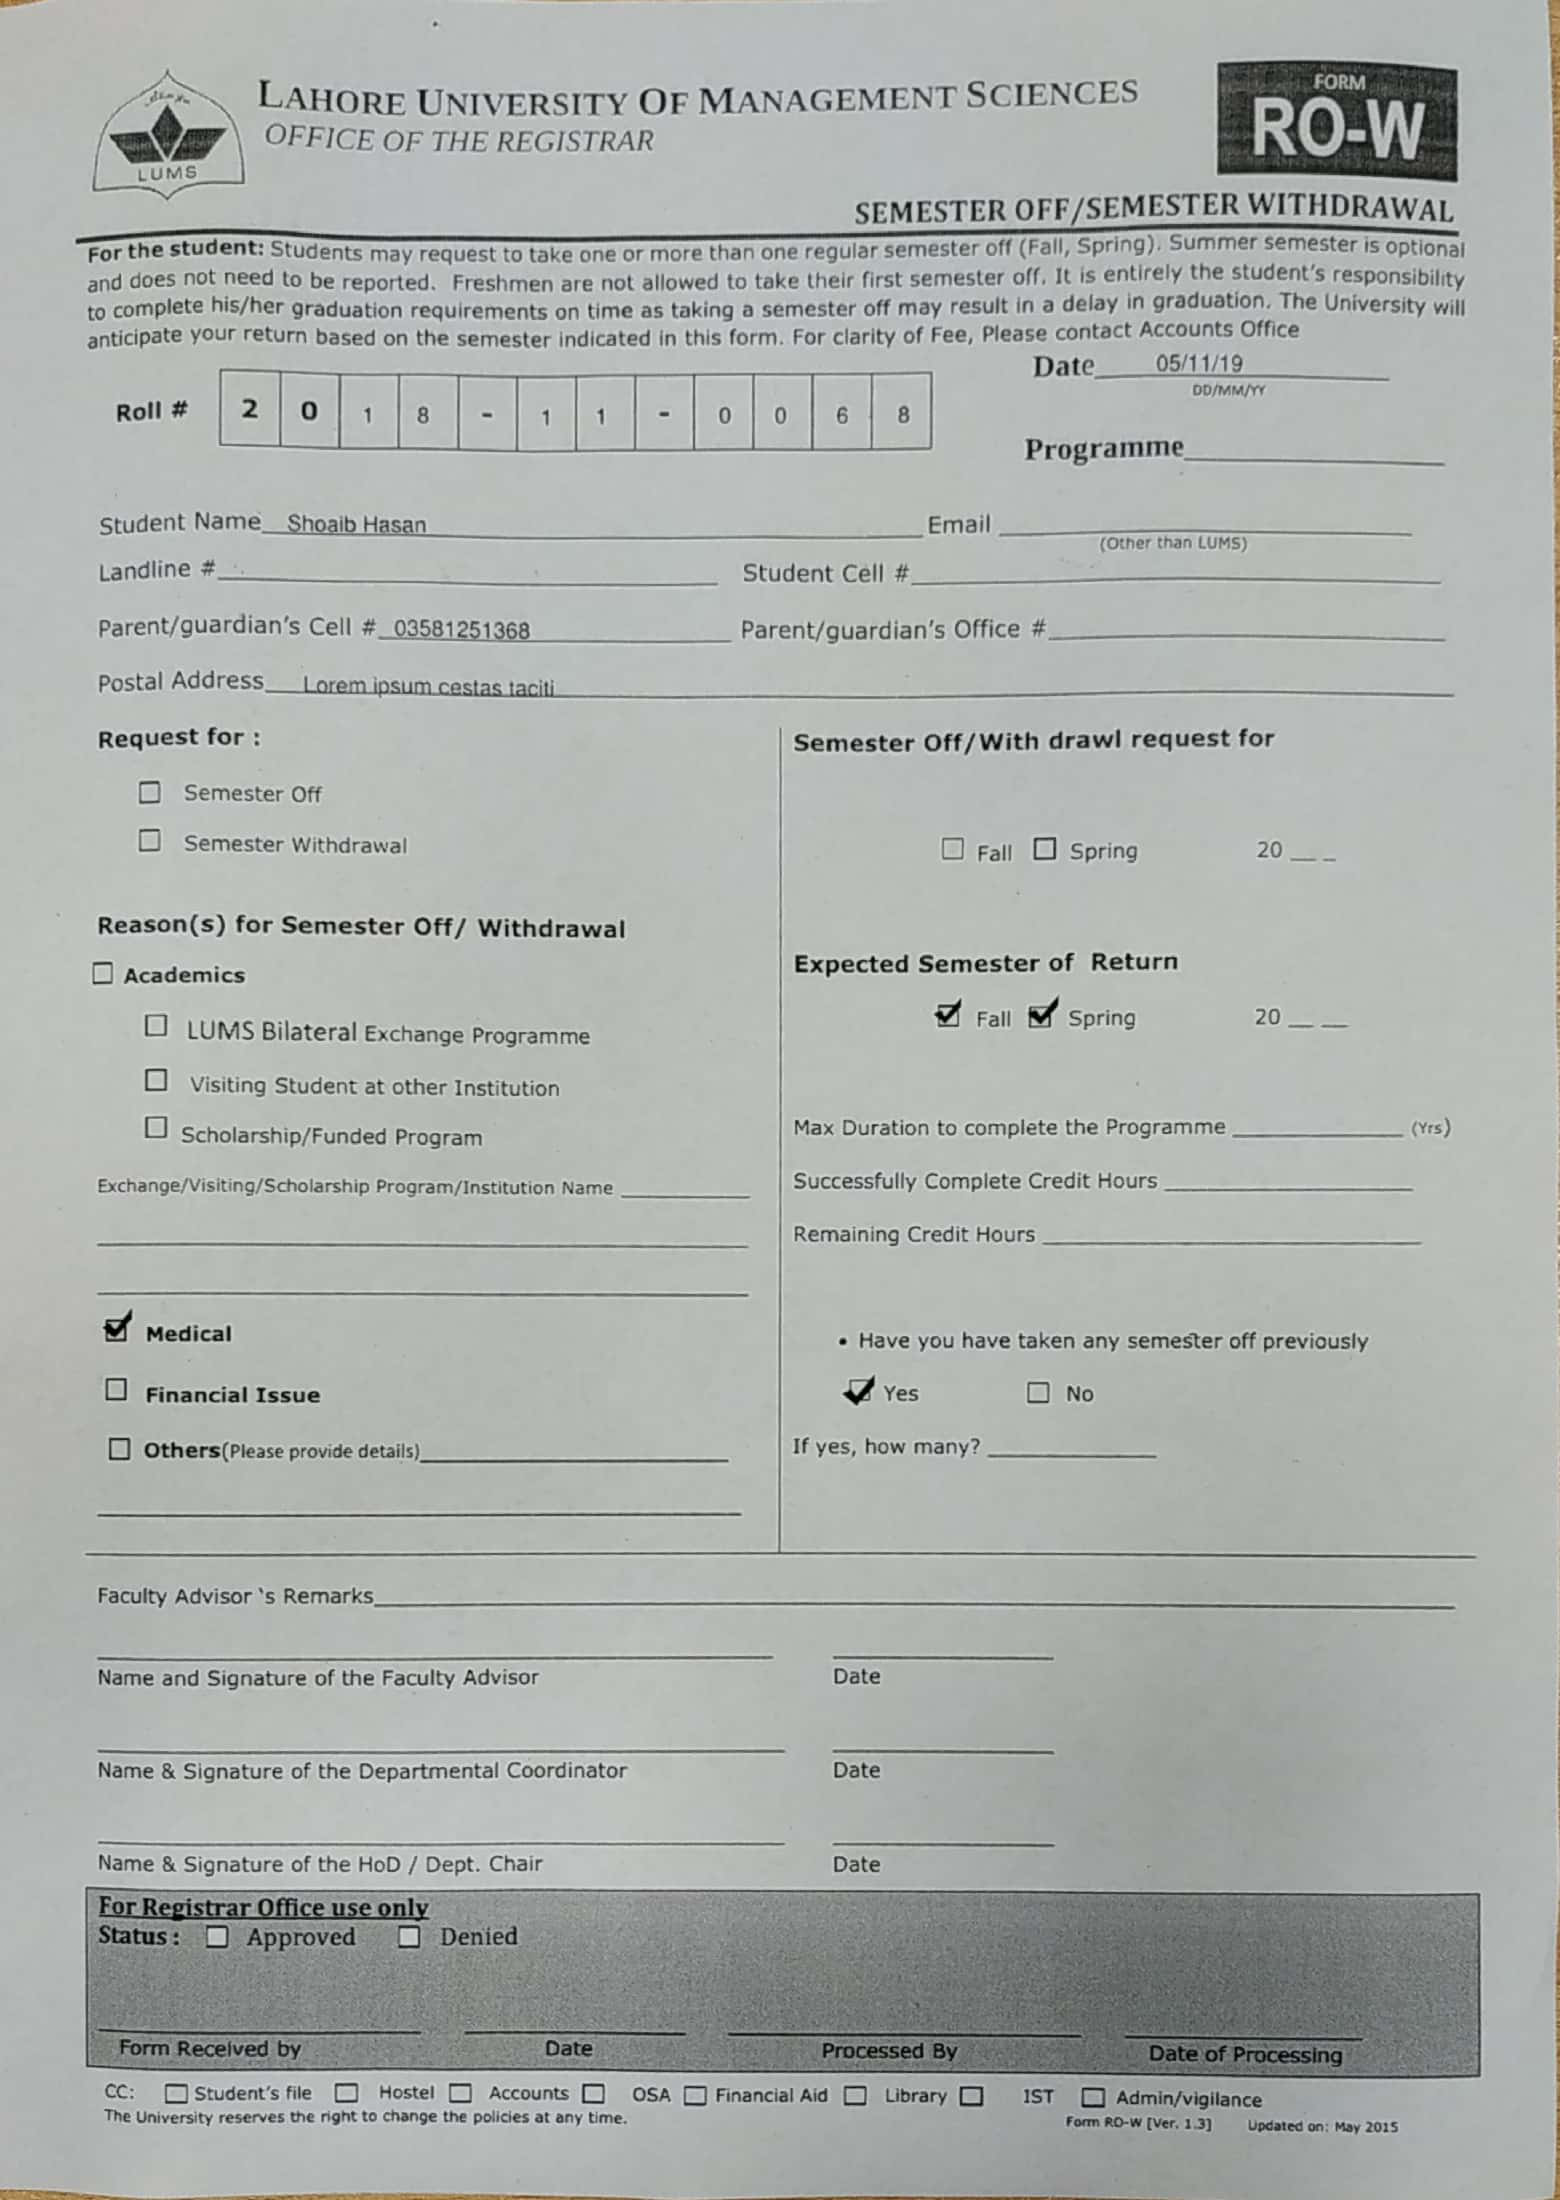 LUMS
LAHORE UNIVERSITY OF MANAGEMENT SCIENCES
OFFICE OF THE REGISTRAR
FORM
RO-W
SEMESTER OFF/SEMESTER WITHDRAWAL
For the student: Students may request to take one or more than one regular semester off (Fall, Spring). Summer semester is optional
and does not need to be reported. Freshmen are not allowed to take their first semester off. It is entirely the student's responsibility
to complete his/her graduation requirements on time as taking a semester off may result in a delay in graduation. The University will
anticipate your return based on the semester indicated in this form. For clarity of Fee, Please contact Accounts Office
Date 05/11/19
DD/MM/YY
Roll # 2 0 1 8 - 1 1 - 0 0 6 8
Programme
Student Name Shoaib Hasan Email
(Other than LUMS)
Landline # Student Cell #
Parent/guardian's Cell # 03581251368 Parent/guardian's Office #
Postal Address Lorem ipsum cestas taciti
Request for :
☐ Semester Off
☐ Semester Withdrawal
Reason(s) for Semester Off/ Withdrawal
☐ Academics
☐ LUMS Bilateral Exchange Programme
☐ Visiting Student at other Institution
☐ Scholarship/Funded Program
Exchange/Visiting/Scholarship Program/Institution Name
☑ Medical
☐ Financial Issue
☐ Others(Please provide details)
Semester Off/With drawl request for
☐ Fall ☐ Spring 20 _ _
Expected Semester of Return
☑ Fall ☑ Spring 20 _ _
Max Duration to complete the Programme (Yrs)
Successfully Complete Credit Hours
Remaining Credit Hours
• Have you have taken any semester off previously
☑ Yes ☐ No
If yes, how many?
Faculty Advisor 's Remarks
Name and Signature of the Faculty Advisor Date
Name & Signature of the Departmental Coordinator Date
Name & Signature of the HoD / Dept. Chair Date
For Registrar Office use only
Status : ☐ Approved ☐ Denied
Form Received by Date Processed By Date of Processing
CC: ☐ Student's file ☐ Hostel ☐ Accounts ☐ OSA ☐ Financial Aid ☐ Library ☐ IST ☐ Admin/vigilance
The University reserves the right to change the policies at any time.
Form RO-W [Ver. 1.3] Updated on: May 2015